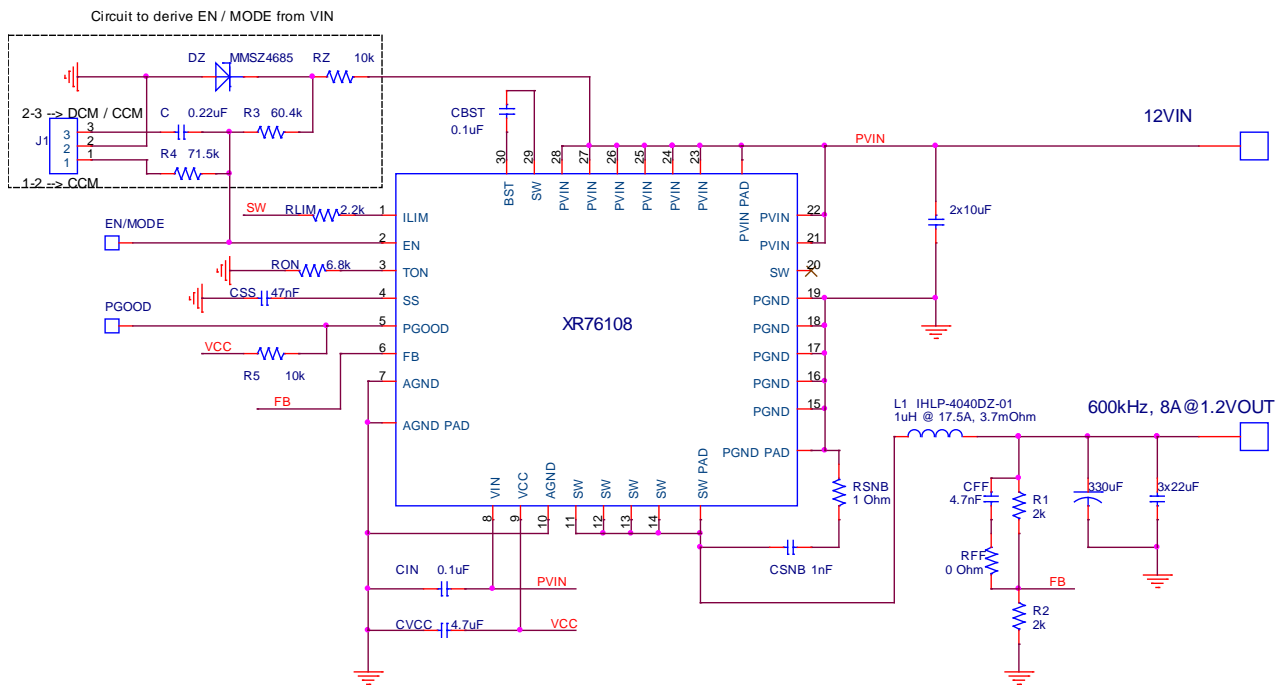 Circuit to derive EN / MODE from VIN
DZ
MMSZ4685
RZ
10k
2-3 --> DCM / CCM
C
0.22uF
R3
60.4k
J1
3
2
1
3
2
1
R4
71.5k
1-2 --> CCM
CBST
0.1uF
30
29
28
27
26
25
24
23
BST
SW
PVIN
PVIN
PVIN
PVIN
PVIN
PVIN
PVIN PAD
PVIN
12VIN
SW
RLIM
2.2k
1
ILIM
EN/MODE
2
EN
RON
6.8k
3
TON
CSS
47nF
4
SS
PGOOD
5
PGOOD
VCC
R5
10k
6
FB
FB
7
AGND
AGND PAD
XR76108
PVIN
22
PVIN
21
SW
20
PGND
19
PGND
18
PGND
17
PGND
16
PGND
15
PGND PAD
2x10uF
VIN
VCC
AGND
SW
SW
SW
SW
SW PAD
8
9
10
11
12
13
14
RSNB
1 Ohm
CSNB 1nF
CIN
0.1uF
PVIN
CVCC
4.7uF
VCC
L1 IHLP-4040DZ-01
1uH @ 17.5A, 3.7mOhm
600kHz, 8A@1.2VOUT
CFF
4.7nF
R1
2k
330uF
3x22uF
RFF
0 Ohm
FB
R2
2k